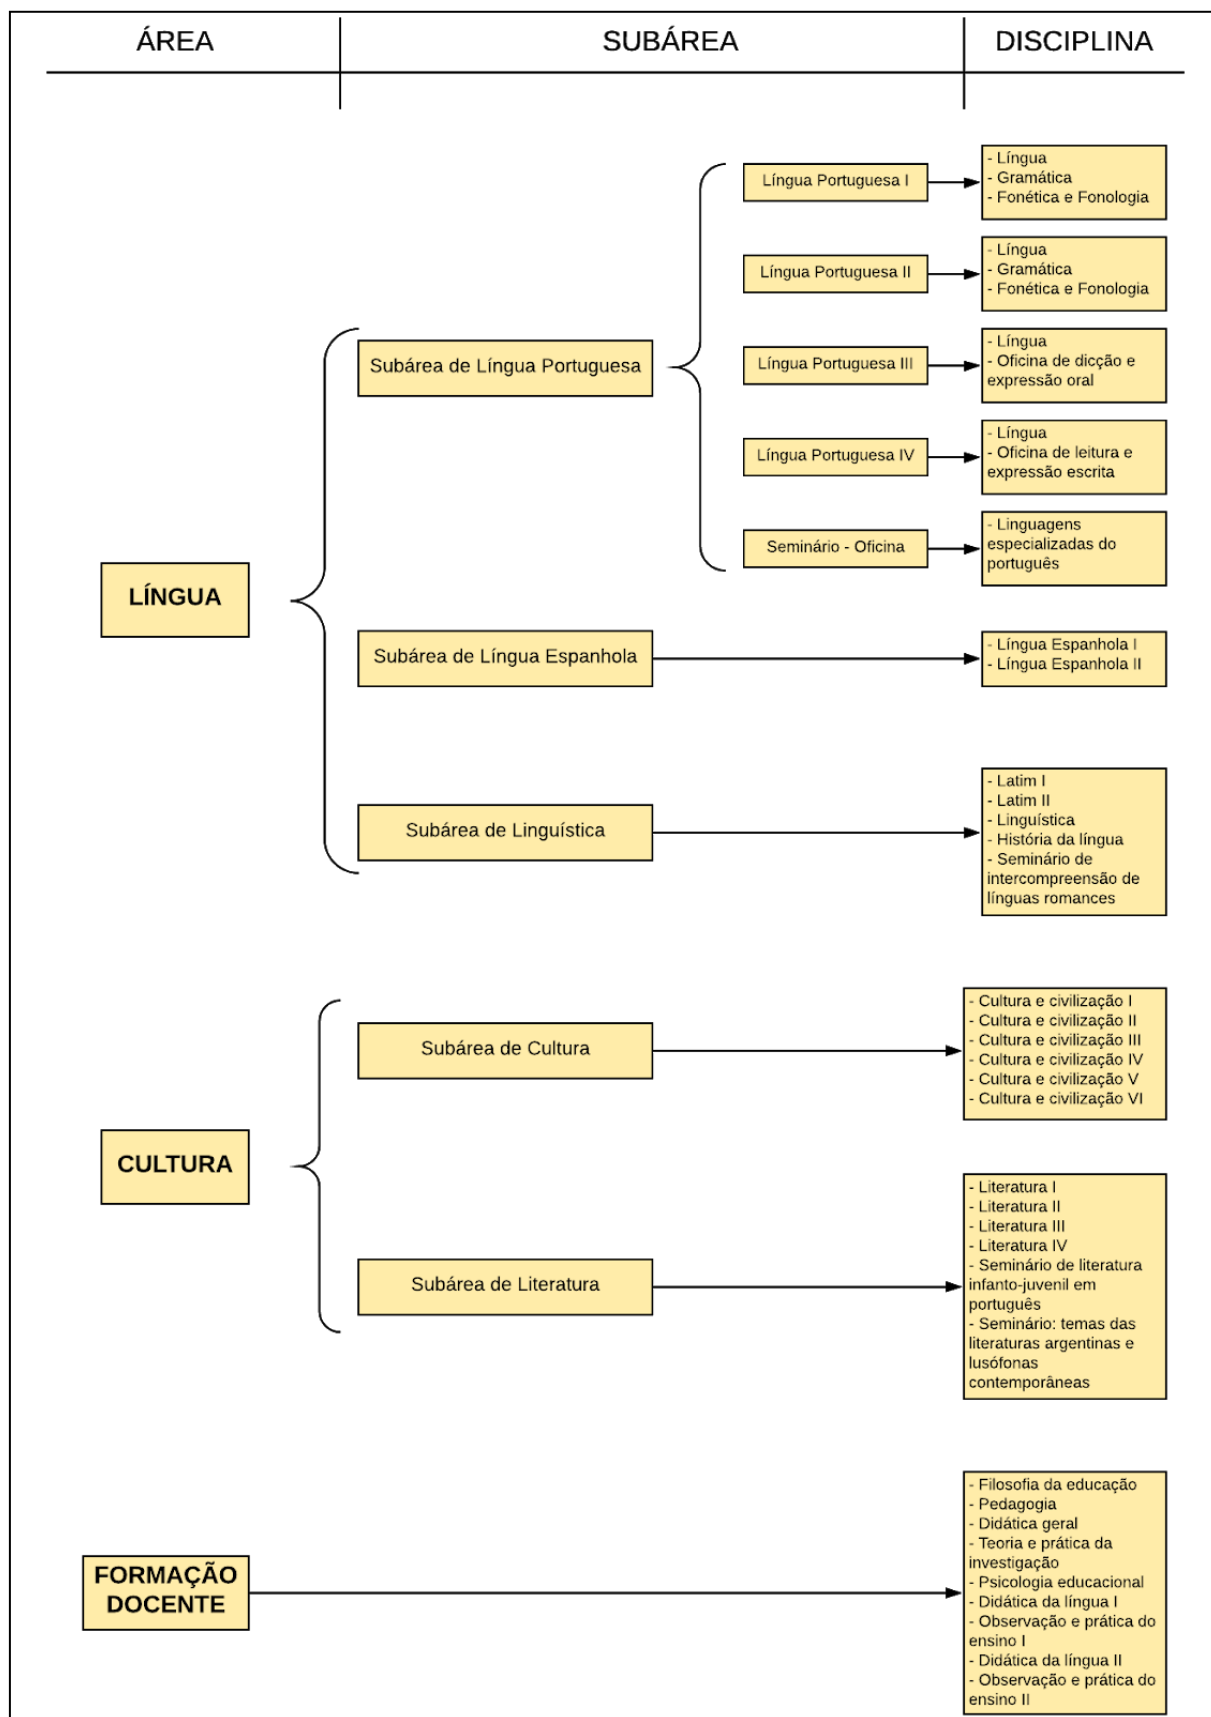 ÁREA
SUBÁREA
DISCIPLINA
LÍNGUA
Subárea de Língua Portuguesa
Língua Portuguesa I
- Língua
- Gramática
- Fonética e Fonologia
Língua Portuguesa II
- Língua
- Gramática
- Fonética e Fonologia
Língua Portuguesa III
- Língua
- Oficina de dicção e
expressão oral
Língua Portuguesa IV
- Língua
- Oficina de leitura e
expressão escrita
Seminário - Oficina
- Linguagens
especializadas do
português
Subárea de Língua Espanhola
- Língua Espanhola I
- Língua Espanhola II
Subárea de Linguística
- Latim I
- Latim II
- Linguística
- História da língua
- Seminário de
intercompreensão de
línguas romances
CULTURA
Subárea de Cultura
- Cultura e civilização I
- Cultura e civilização II
- Cultura e civilização III
- Cultura e civilização IV
- Cultura e civilização V
- Cultura e civilização VI
Subárea de Literatura
- Literatura I
- Literatura II
- Literatura III
- Literatura IV
- Seminário de literatura
infanto-juvenil em
português
- Seminário: temas das
literaturas argentinas e
lusófonas
contemporâneas
FORMAÇÃO
DOCENTE
- Filosofia da educação
- Pedagogia
- Didática geral
- Teoria e prática da
investigação
- Psicologia educacional
- Didática da língua I
- Observação e prática do
ensino I
- Didática da língua II
- Observação e prática do
ensino II